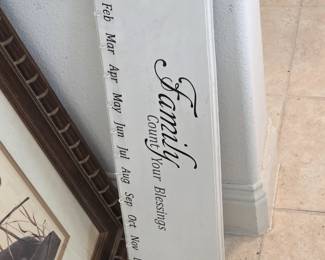 Family
Count Your Blessings
Feb Mar Apr May Jun Jul Aug Sep Oct Nov